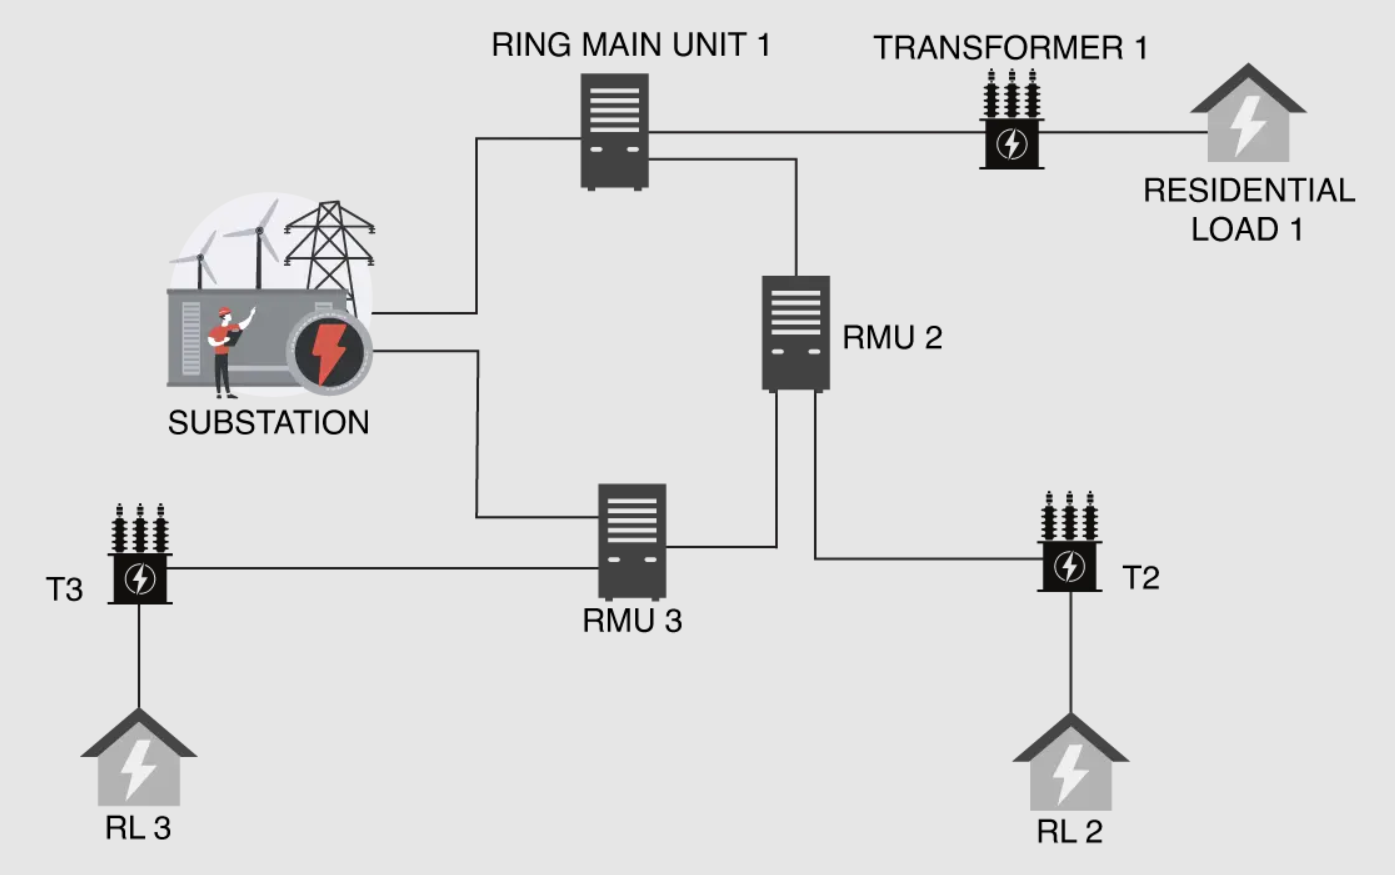 RING MAIN UNIT 1
TRANSFORMER 1
RESIDENTIAL
LOAD 1
RMU 2
SUBSTATION
T3
T2
RMU 3
RL 3
RL 2